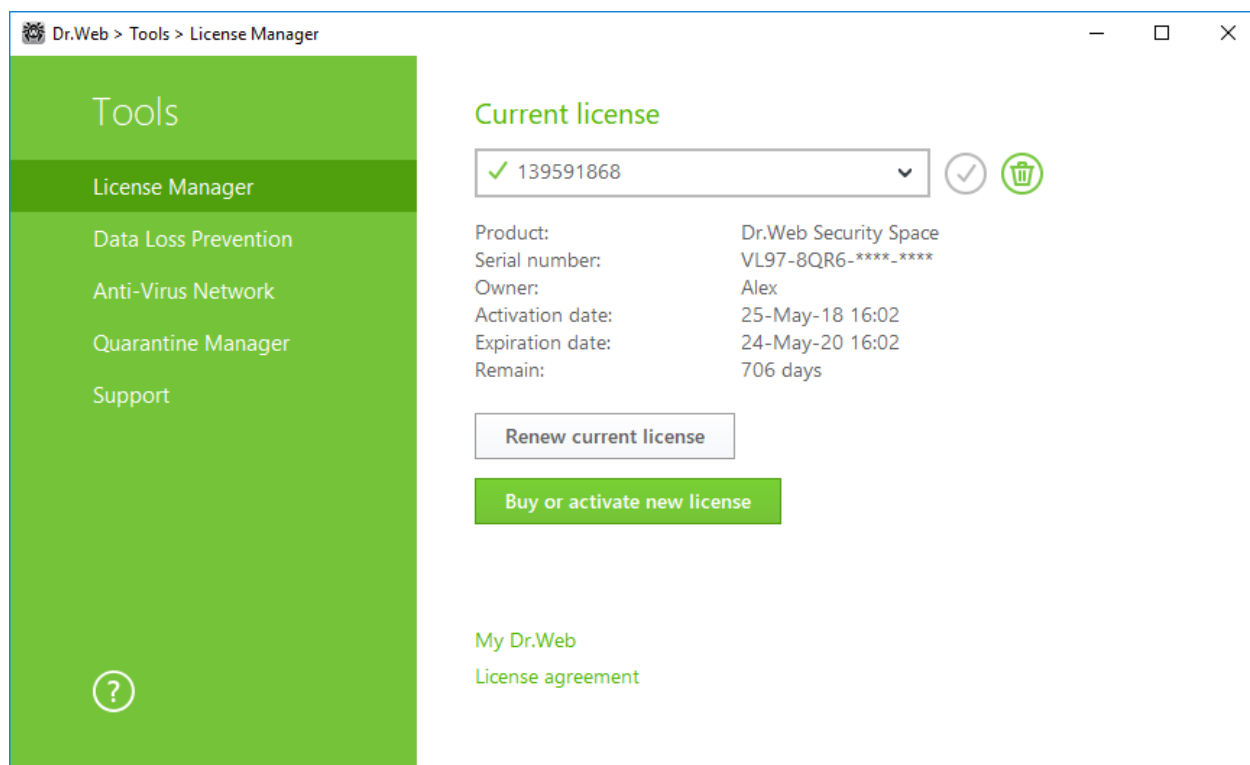 Dr.Web > Tools > License Manager
Tools
License Manager
Data Loss Prevention
Anti-Virus Network
Quarantine Manager
Support
?
Current license
139591868
Product: Dr.Web Security Space
Serial number: VL97-8QR6-****-****
Owner: Alex
Activation date: 25-May-18 16:02
Expiration date: 24-May-20 16:02
Remain: 706 days
Renew current license
Buy or activate new license
My Dr.Web
License agreement